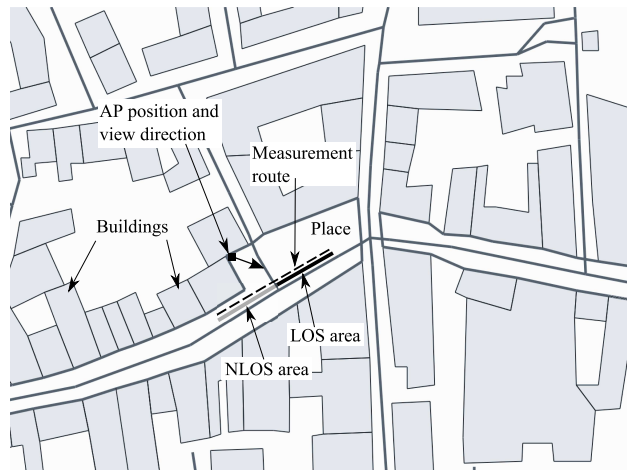 AP position and
view direction
Measurement
route
Buildings
Place
LOS area
NLOS area